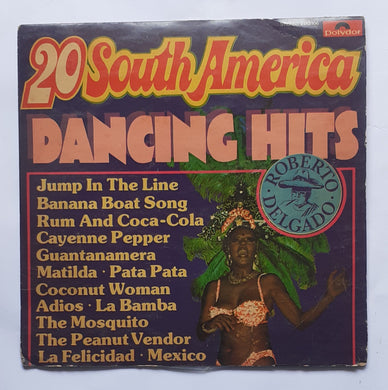 Polydor
20 South America
DANCING HITS
ROBERTO
DELGADO
Jump In The Line
Banana Boat Song
Rum And Coca-Cola
Cayenne Pepper
Guantanamera
Matilda · Pata Pata
Coconut Woman
Adios · La Bamba
The Mosquito
The Peanut Vendor
La Felicidad · Mexico